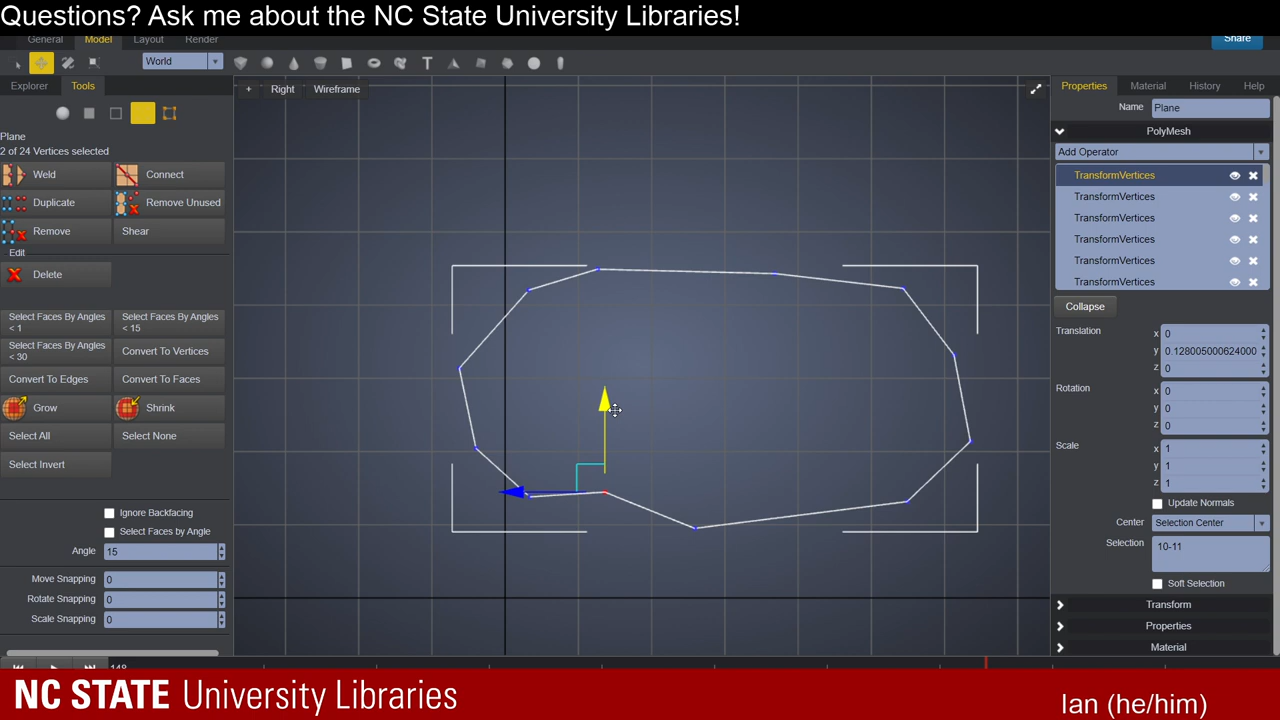 Questions? Ask me about the NC State University Libraries!
General Model Layout Render
Share
World
Explorer Tools
+ Right Wireframe
Properties Material History Help
Name Plane
PolyMesh
Add Operator
TransformVertices
TransformVertices
TransformVertices
TransformVertices
TransformVertices
TransformVertices
Collapse
Translation x 0
y 0.128005000624000
z 0
Rotation x 0
y 0
z 0
Scale x 1
y 1
z 1
Update Normals
Center Selection Center
Selection 10-11
Soft Selection
Transform
Properties
Material
Plane
2 of 24 Vertices selected
Weld Connect
Duplicate Remove Unused
Remove Shear
Edit
Delete
Select Faces By Angles < 1
Select Faces By Angles < 15
Select Faces By Angles < 30
Convert To Vertices
Convert To Edges Convert To Faces
Grow Shrink
Select All Select None
Select Invert
Ignore Backfacing
Select Faces by Angle
Angle 15
Move Snapping 0
Rotate Snapping 0
Scale Snapping 0
148
NC STATE University Libraries
Ian (he/him)